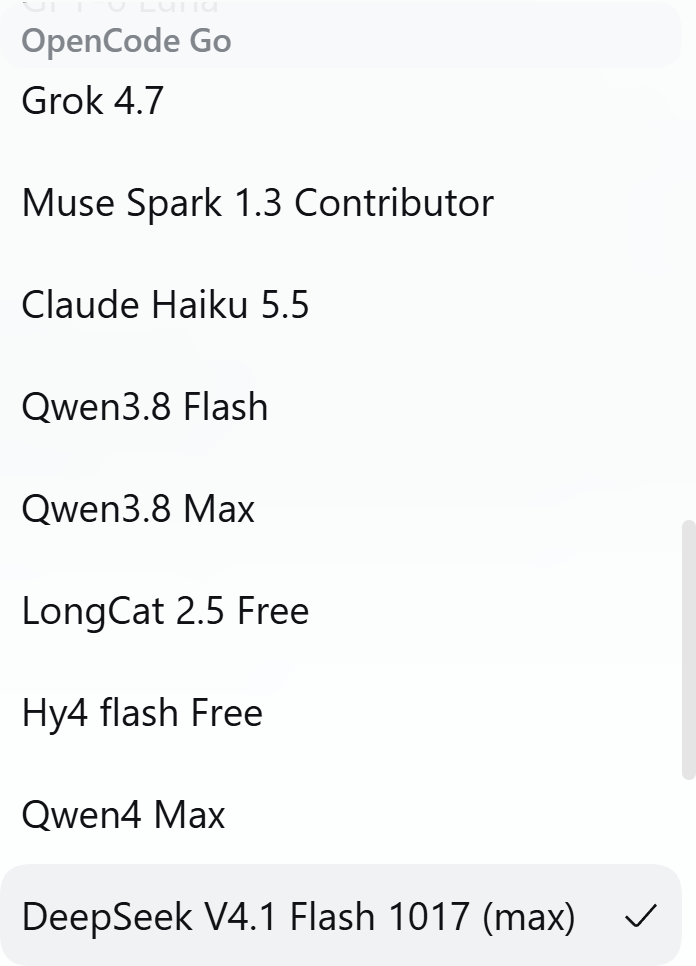 OpenCode Go
Grok 4.7
Muse Spark 1.3 Contributor
Claude Haiku 5.5
Qwen3.8 Flash
Qwen3.8 Max
LongCat 2.5 Free
Hy4 flash Free
Qwen4 Max
DeepSeek V4.1 Flash 1017 (max)